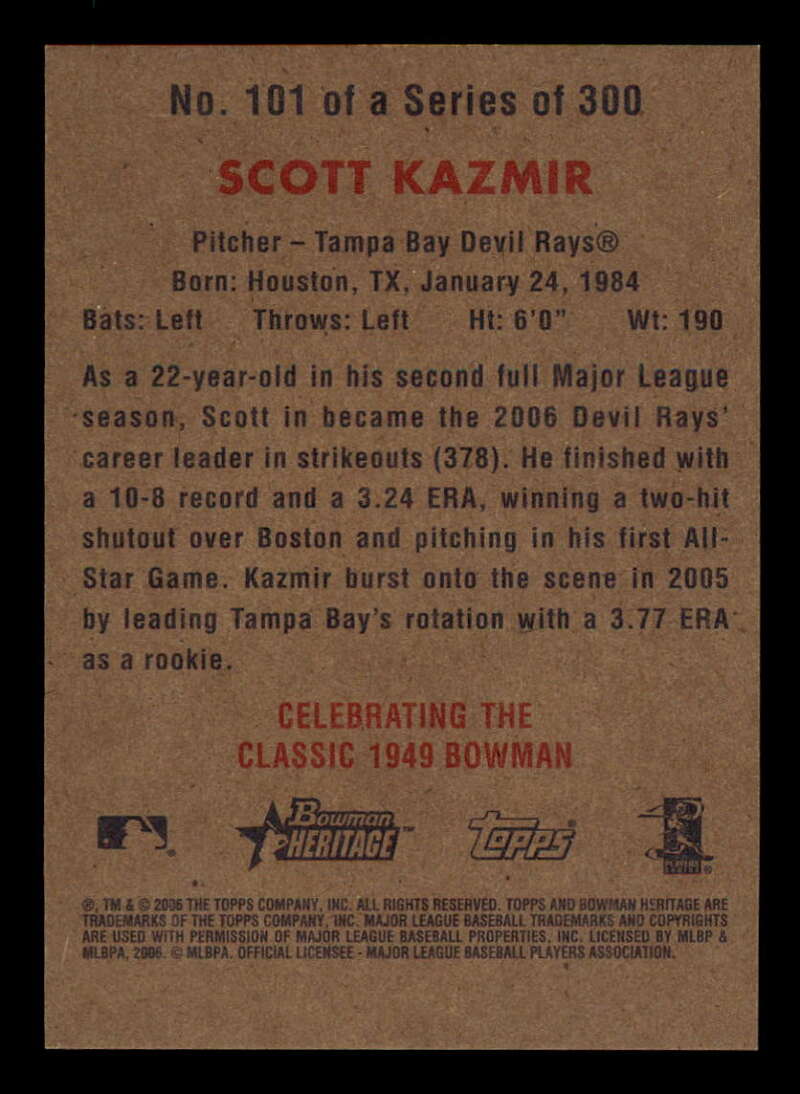 No. 101 of a Series of 300
SCOTT KAZMIR
Pitcher – Tampa Bay Devil Rays®
Born: Houston, TX, January 24, 1984
Bats: Left Throws: Left Ht: 6'0" Wt: 190
As a 22-year-old in his second full Major League
season, Scott in became the 2006 Devil Rays'
career leader in strikeouts (378). He finished with
a 10-8 record and a 3.24 ERA, winning a two-hit
shutout over Boston and pitching in his first All-
Star Game. Kazmir burst onto the scene in 2005
by leading Tampa Bay's rotation with a 3.77 ERA
as a rookie.
CELEBRATING THE
CLASSIC 1949 BOWMAN
Bowman
HERITAGE™
TOPPS®
PLAYERS
®, TM & © 2006 THE TOPPS COMPANY, INC. ALL RIGHTS RESERVED. TOPPS AND BOWMAN HERITAGE ARE
TRADEMARKS OF THE TOPPS COMPANY, INC. MAJOR LEAGUE BASEBALL TRADEMARKS AND COPYRIGHTS
ARE USED WITH PERMISSION OF MAJOR LEAGUE BASEBALL PROPERTIES, INC. LICENSED BY MLBP &
MLBPA, 2006. © MLBPA. OFFICIAL LICENSEE - MAJOR LEAGUE BASEBALL PLAYERS ASSOCIATION.